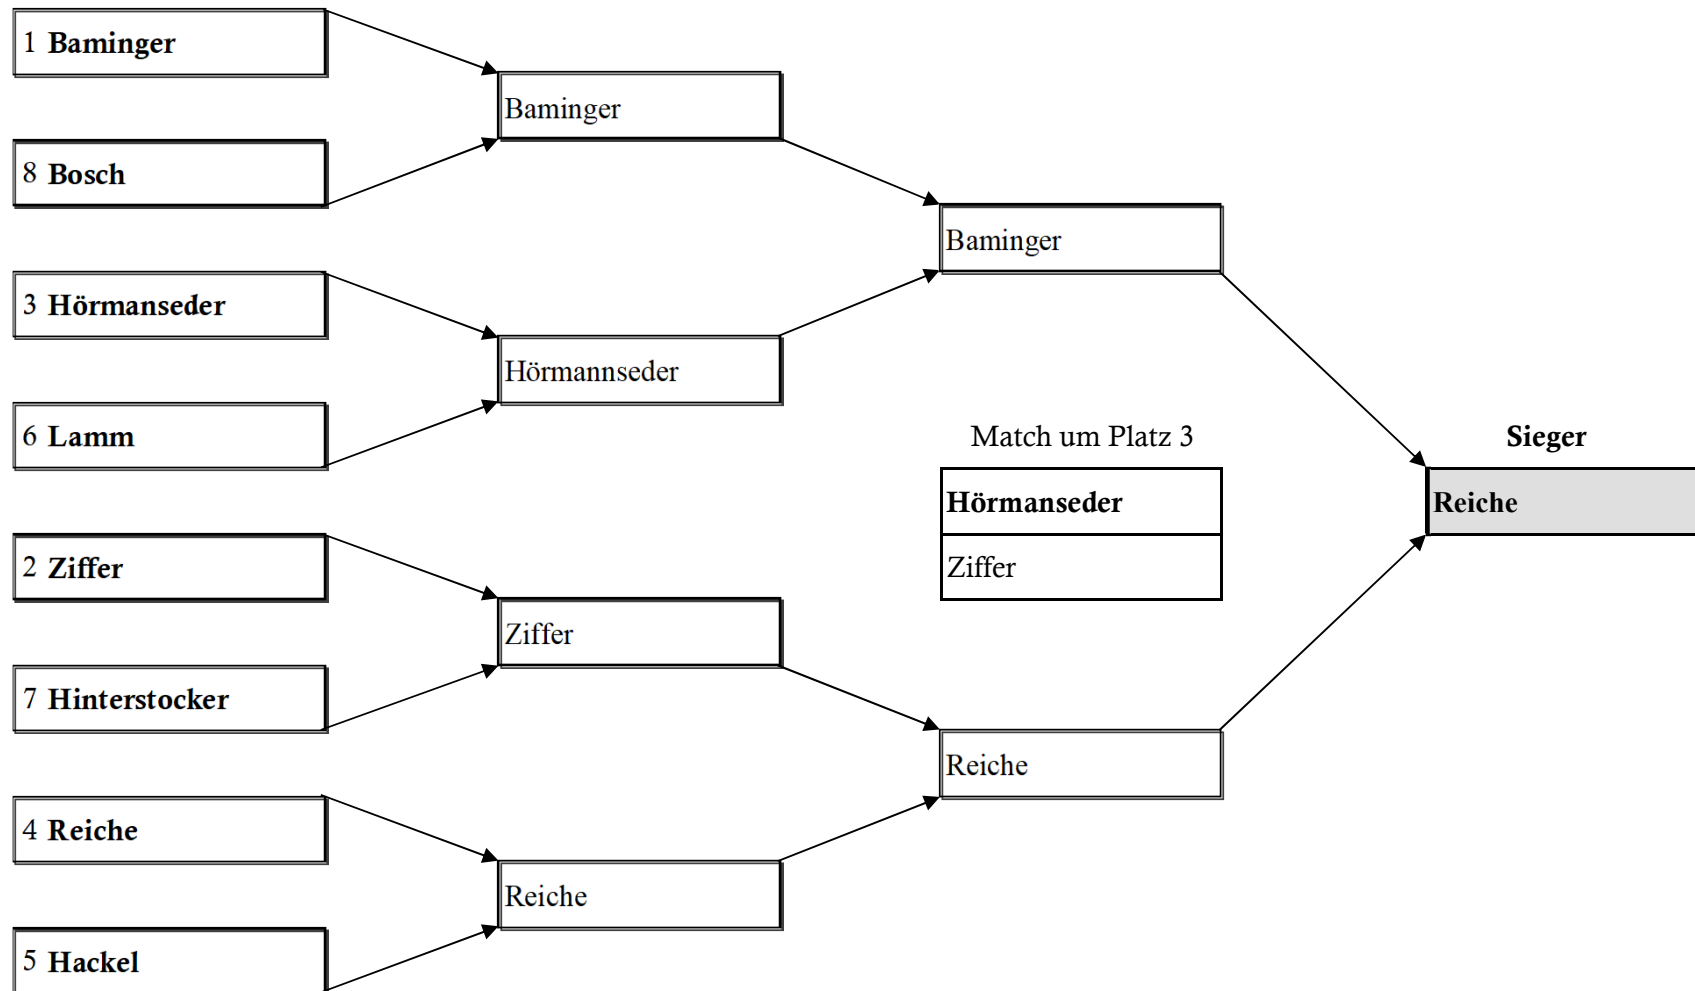 1 Baminger
Baminger
8 Bosch
Baminger
3 Hörmanseder
Hörmannseder
6 Lamm
Match um Platz 3
Sieger
Hörmanseder
Reiche
Ziffer
2 Ziffer
Ziffer
7 Hinterstocker
Reiche
4 Reiche
Reiche
5 Hackel